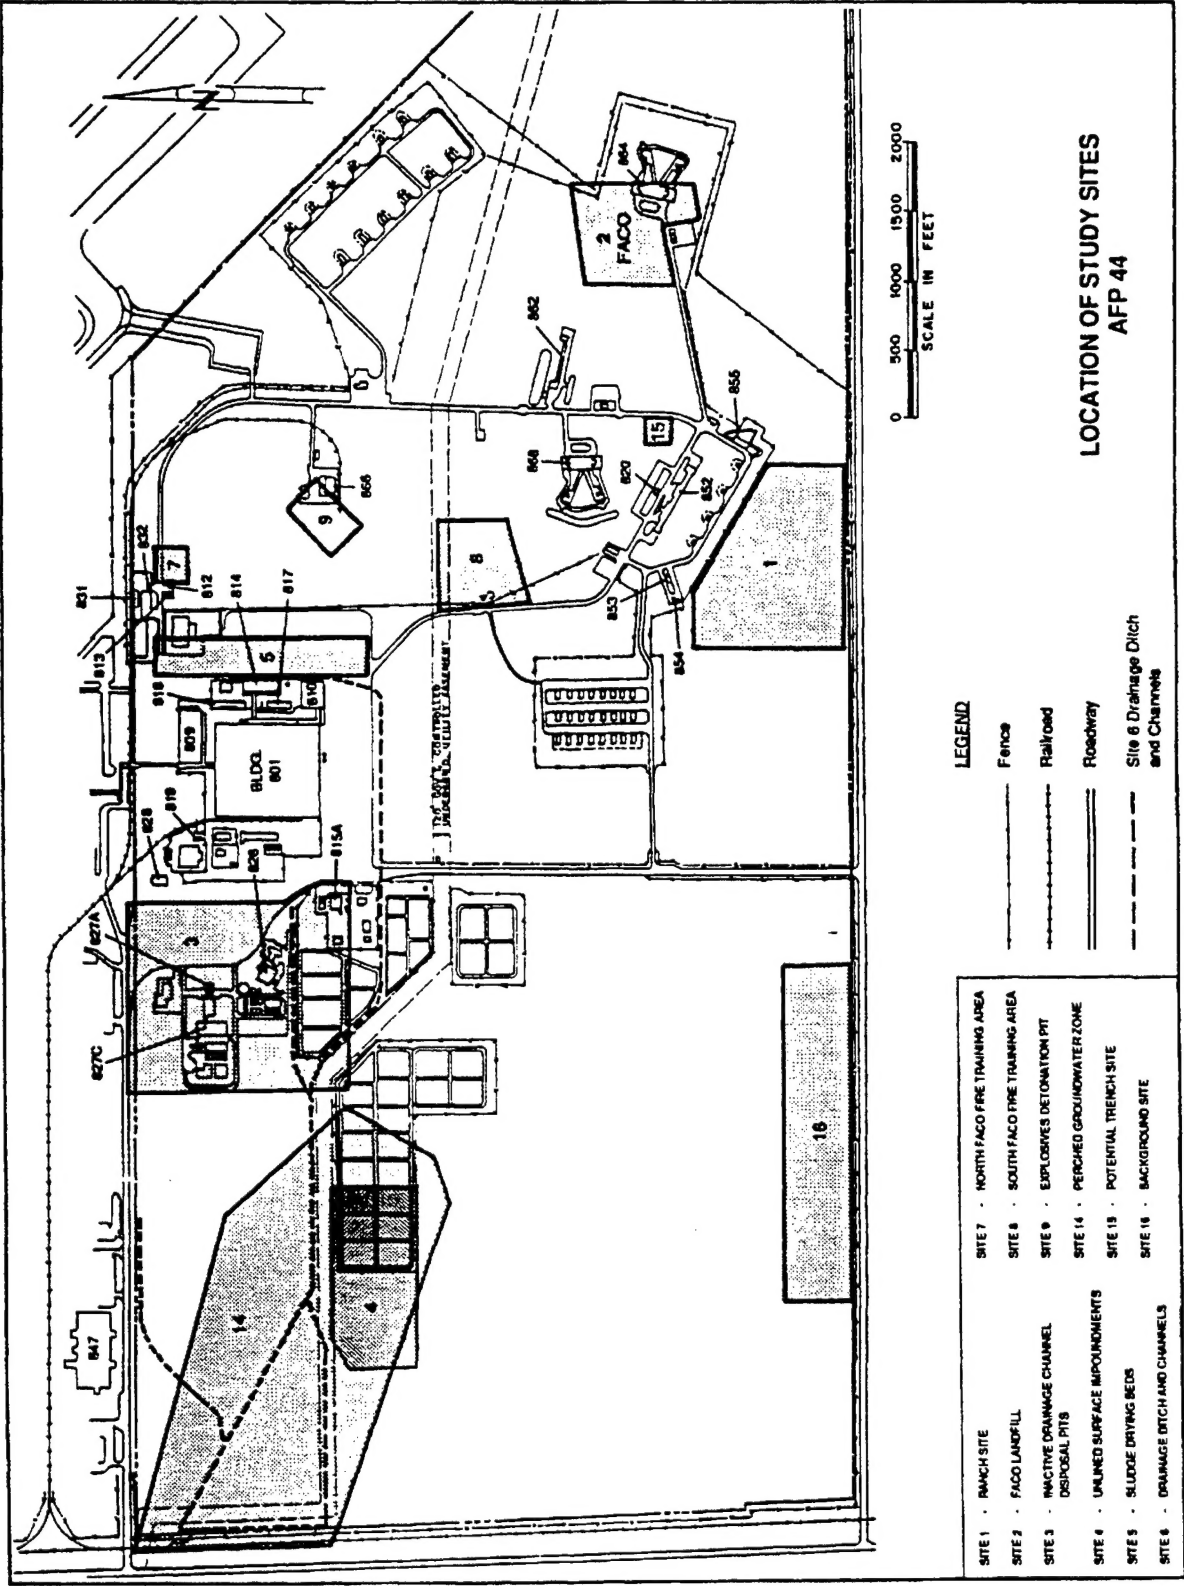 LOCATION OF STUDY SITES
AFP 44
0 500 1000 1500 2000
SCALE IN FEET
N
847
14
4
16
827C
827A
3
828
819
826
815A
BLDG.
801
809
818
810
813
831
832
7
812
814
817
5
9
866
8
868
862
820
852
15
855
853
854
1
2
FACO
864
LEGEND
Fence
Railroad
Roadway
Site 6 Drainage Ditch
and Channels
SITE 1 - RANCH SITE
SITE 2 - FACO LANDFILL
SITE 3 - INACTIVE DRAINAGE CHANNEL
DISPOSAL PITS
SITE 4 - UNLINED SURFACE IMPOUNDMENTS
SITE 5 - SLUDGE DRYING BEDS
SITE 6 - DRAINAGE DITCH AND CHANNELS
SITE 7 - NORTH FACO FIRE TRAINING AREA
SITE 8 - SOUTH FACO FIRE TRAINING AREA
SITE 9 - EXPLOSIVES DETONATION PIT
SITE 14 - PERCHED GROUNDWATER ZONE
SITE 15 - POTENTIAL TRENCH SITE
SITE 16 - BACKGROUND SITE